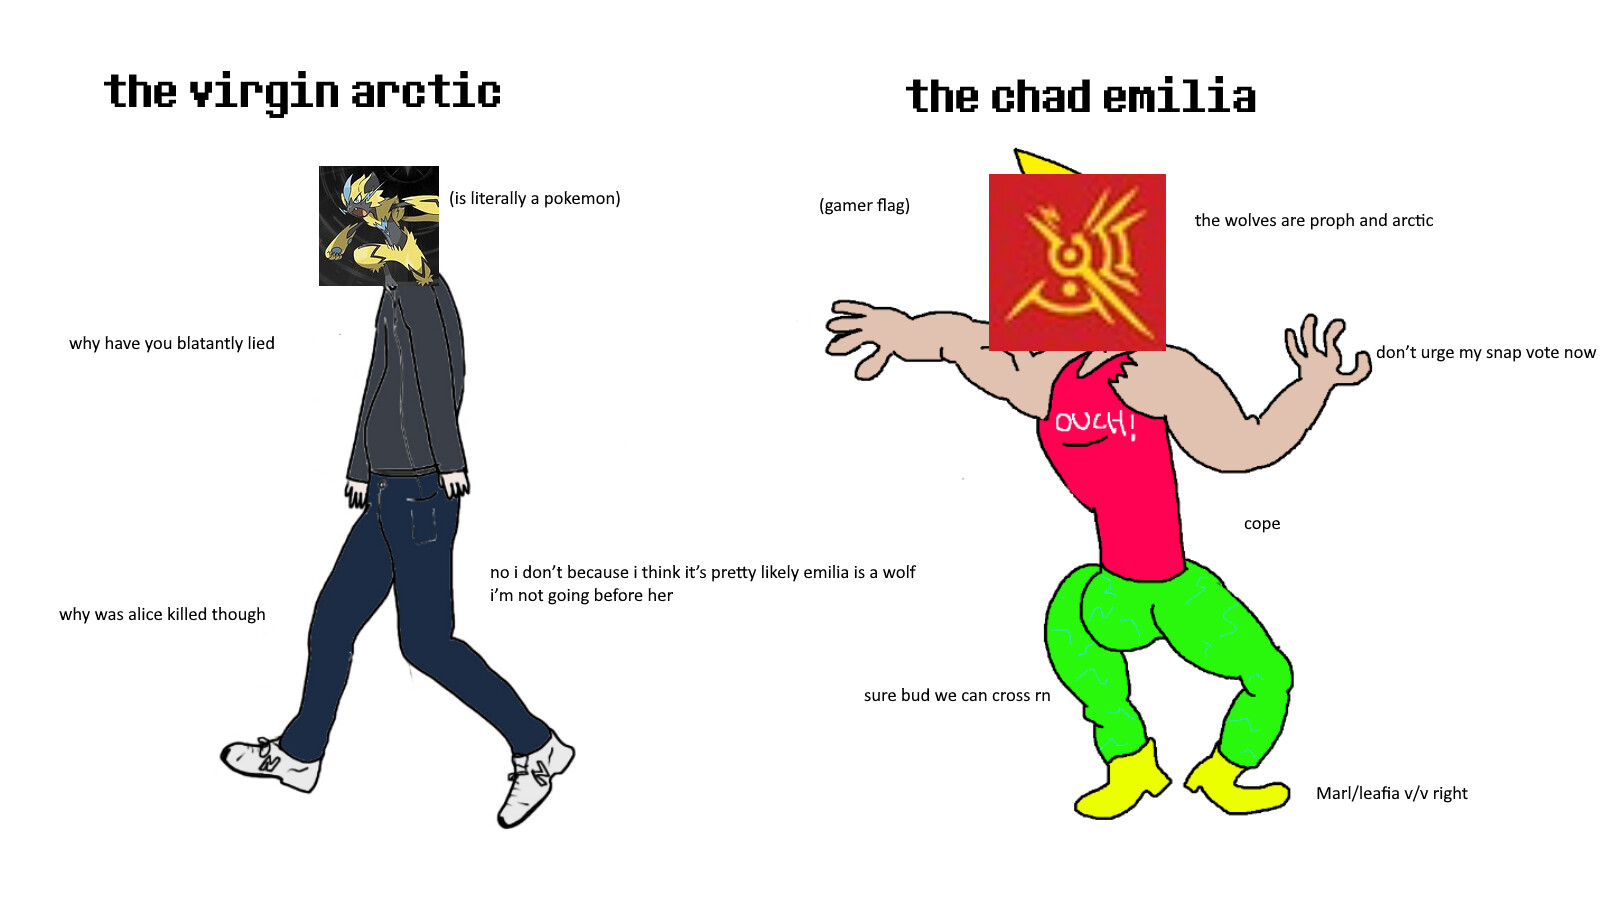 the virgin arctic
(is literally a pokemon)
why have you blatantly lied
no i don't because i think it's pretty likely emilia is a wolf
i'm not going before her
why was alice killed though
the chad emilia
(gamer flag)
the wolves are proph and arctic
don't urge my snap vote now
OUCH!
cope
sure bud we can cross rn
Marl/leafia v/v right